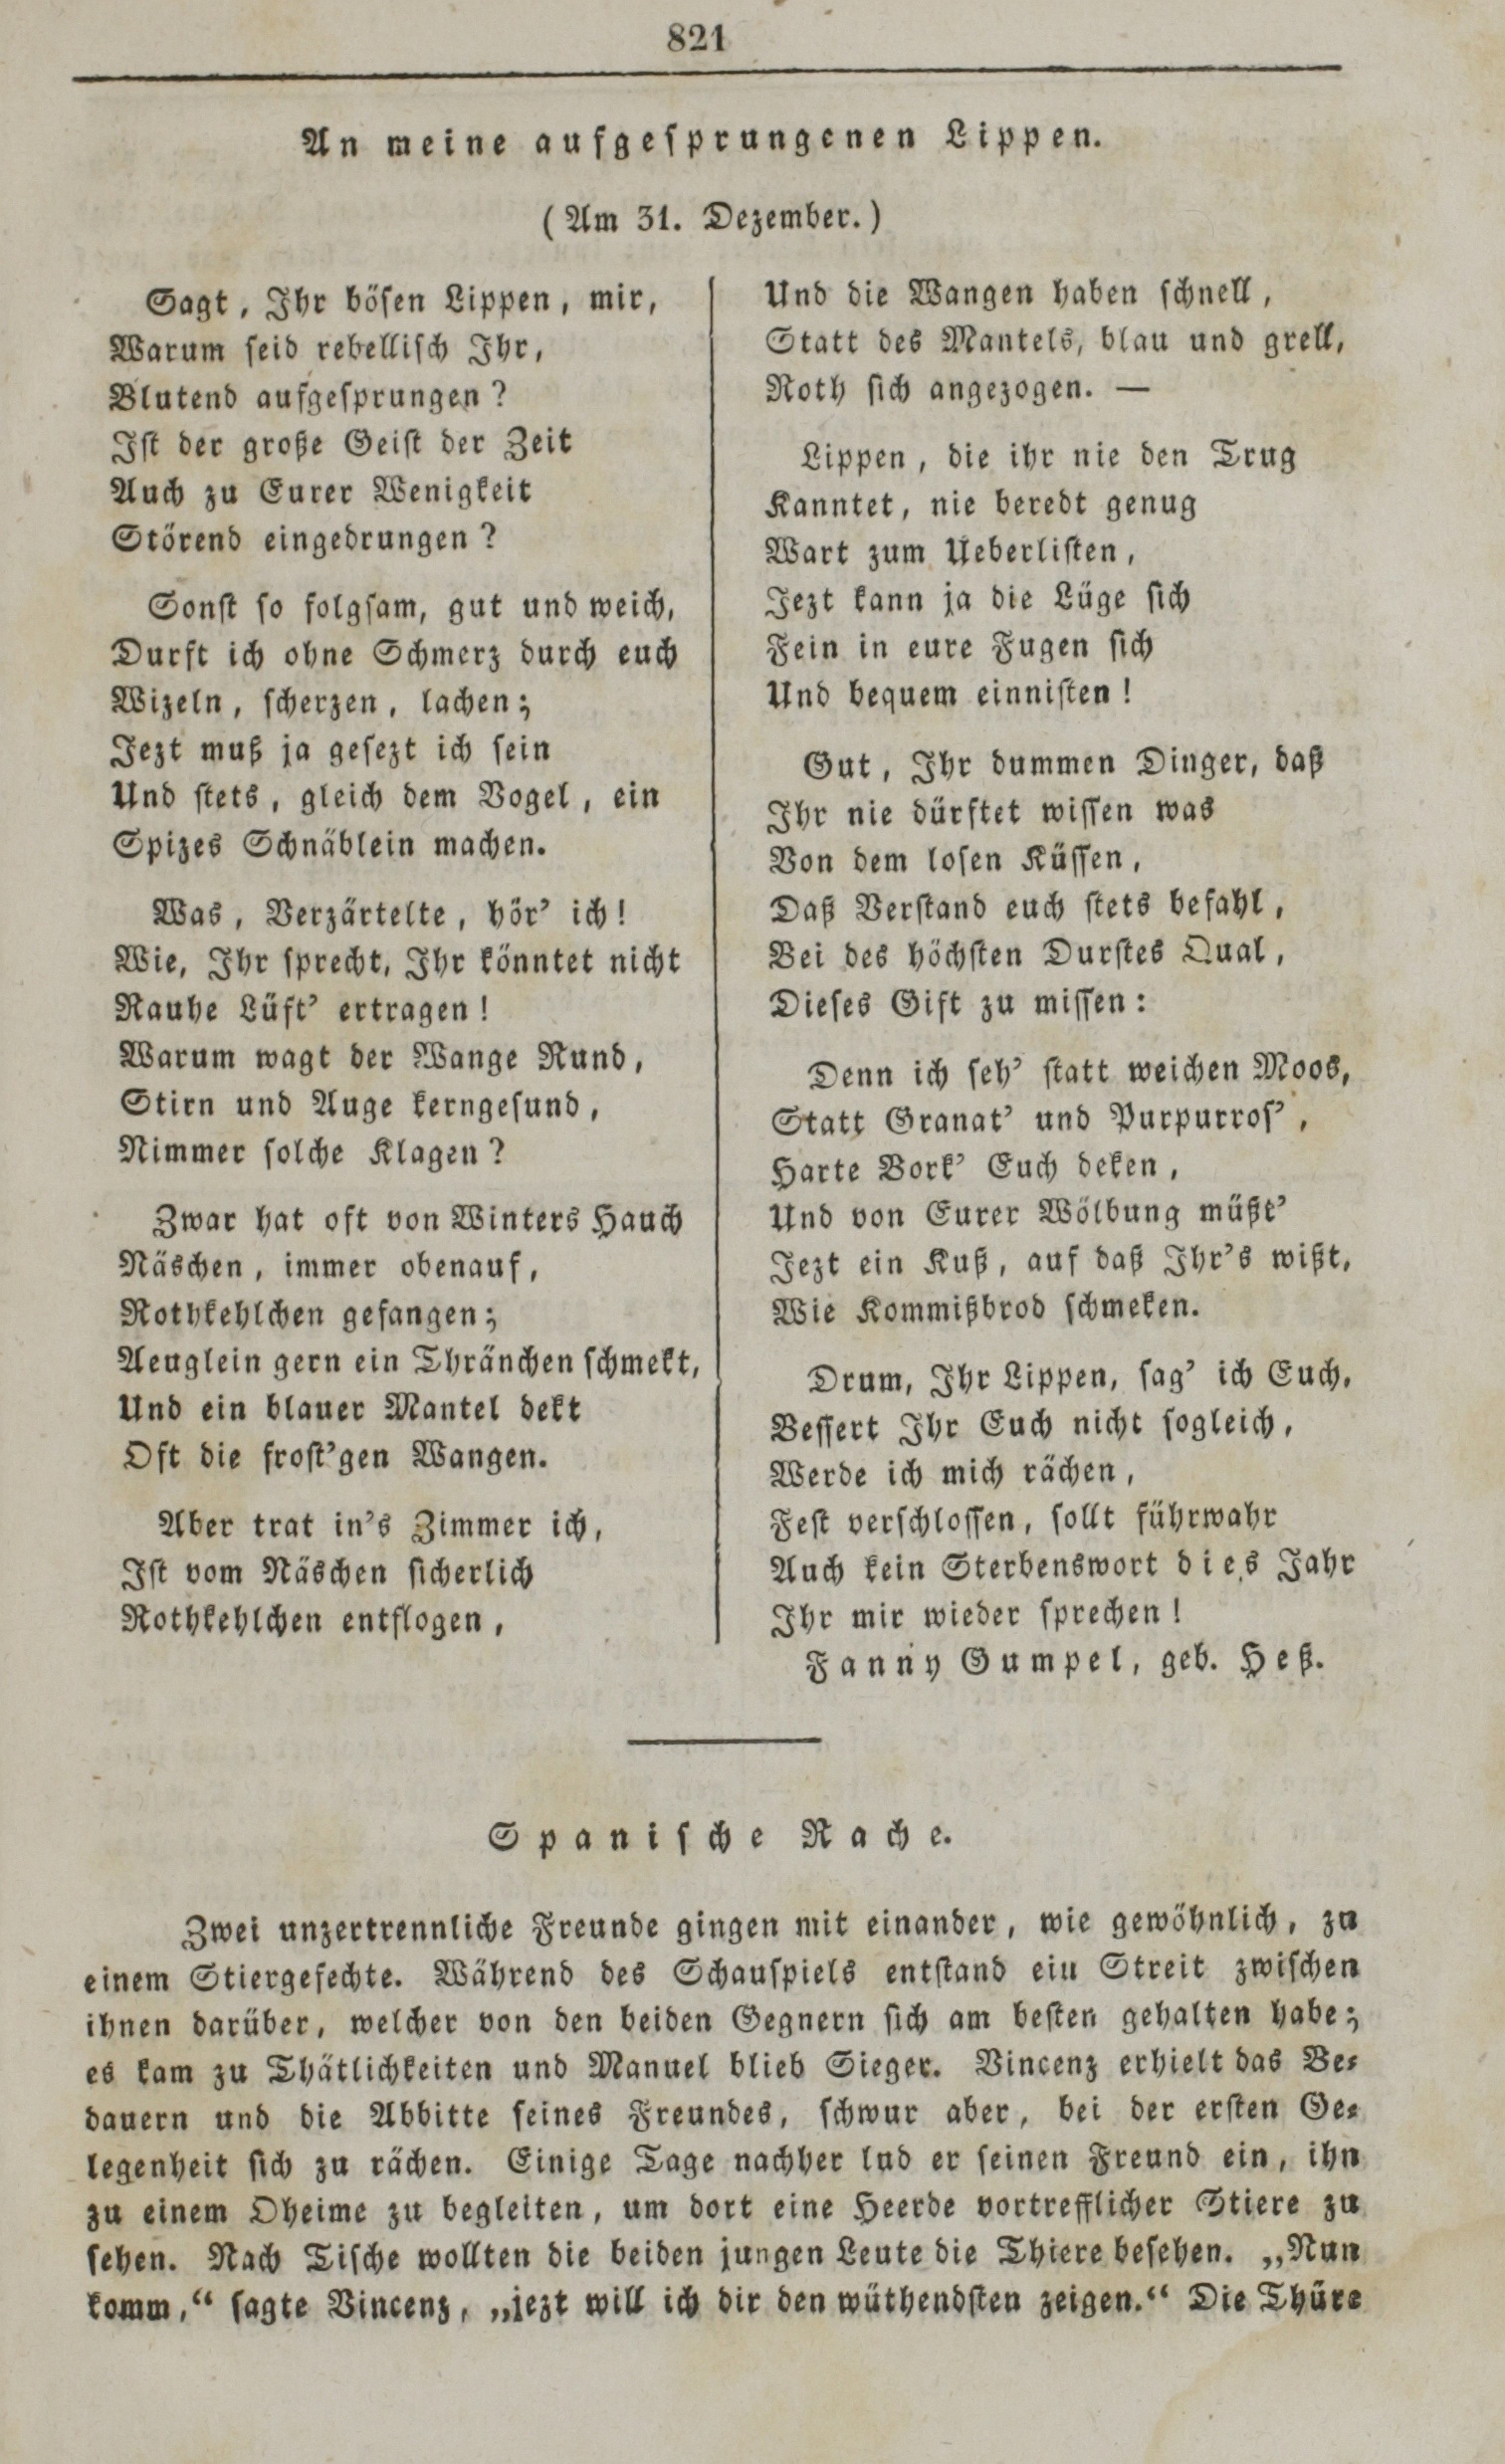 821
An meine aufgesprungenen Lippen.
(Am 31. Dezember.)
Sagt, Ihr bösen Lippen, mir,
Warum seid rebellisch Ihr,
Blutend aufgesprungen?
Ist der große Geist der Zeit
Auch zu Eurer Wenigkeit
Störend eingedrungen?
Sonst so folgsam, gut und weich,
Durft ich ohne Schmerz durch euch
Wizeln, scherzen, lachen;
Jezt muß ja gesezt ich sein
Und stets, gleich dem Vogel, ein
Spizes Schnäblein machen.
Was, Verzärtelte, hör' ich!
Wie, Ihr sprecht, Ihr könntet nicht
Rauhe Lüft' ertragen!
Warum wagt der Wange Rund,
Stirn und Auge kerngesund,
Nimmer solche Klagen?
Zwar hat oft von Winters Hauch
Näschen, immer obenauf,
Rothkehlchen gefangen;
Aeuglein gern ein Thränchen schmekt,
Und ein blauer Mantel dekt
Oft die frost'gen Wangen.
Aber trat in's Zimmer ich,
Ist vom Näschen sicherlich
Rothkehlchen entflogen,
Und die Wangen haben schnell,
Statt des Mantels, blau und grell,
Roth sich angezogen. —
Lippen, die ihr nie den Trug
Kanntet, nie beredt genug
Wart zum Ueberlisten,
Jezt kann ja die Lüge sich
Fein in eure Fugen sich
Und bequem einnisten!
Gut, Ihr dummen Dinger, daß
Ihr nie dürftet wissen was
Von dem losen Küssen,
Daß Verstand euch stets befahl,
Bei des höchsten Durstes Qual,
Dieses Gift zu missen:
Denn ich seh' statt weichen Moos,
Statt Granat' und Purpurros',
Harte Bork' Euch deken,
Und von Eurer Wölbung müßt'
Jezt ein Kuß, auf daß Ihr's wißt,
Wie Kommißbrod schmeken.
Drum, Ihr Lippen, sag' ich Euch,
Bessert Ihr Euch nicht sogleich,
Werde ich mich rächen,
Fest verschlossen, sollt führwahr
Auch kein Sterbenswort dies Jahr
Ihr mir wieder sprechen!
Fanny Gumpel, geb. Heß.
Spanische Rache.
Zwei unzertrennliche Freunde gingen mit einander, wie gewöhnlich, zu
einem Stiergefechte. Während des Schauspiels entstand ein Streit zwischen
ihnen darüber, welcher von den beiden Gegnern sich am besten gehalten habe;
es kam zu Thätlichkeiten und Manuel blieb Sieger. Vincenz erhielt das Be-
dauern und die Abbitte seines Freundes, schwur aber, bei der ersten Ge-
legenheit sich zu rächen. Einige Tage nachher lud er seinen Freund ein, ihn
zu einem Oheime zu begleiten, um dort eine Heerde vortrefflicher Stiere zu
sehen. Nach Tische wollten die beiden jungen Leute die Thiere besehen. „Nun
komm,“ sagte Vincenz, „jezt will ich dir den wüthendsten zeigen.“ Die Thüre